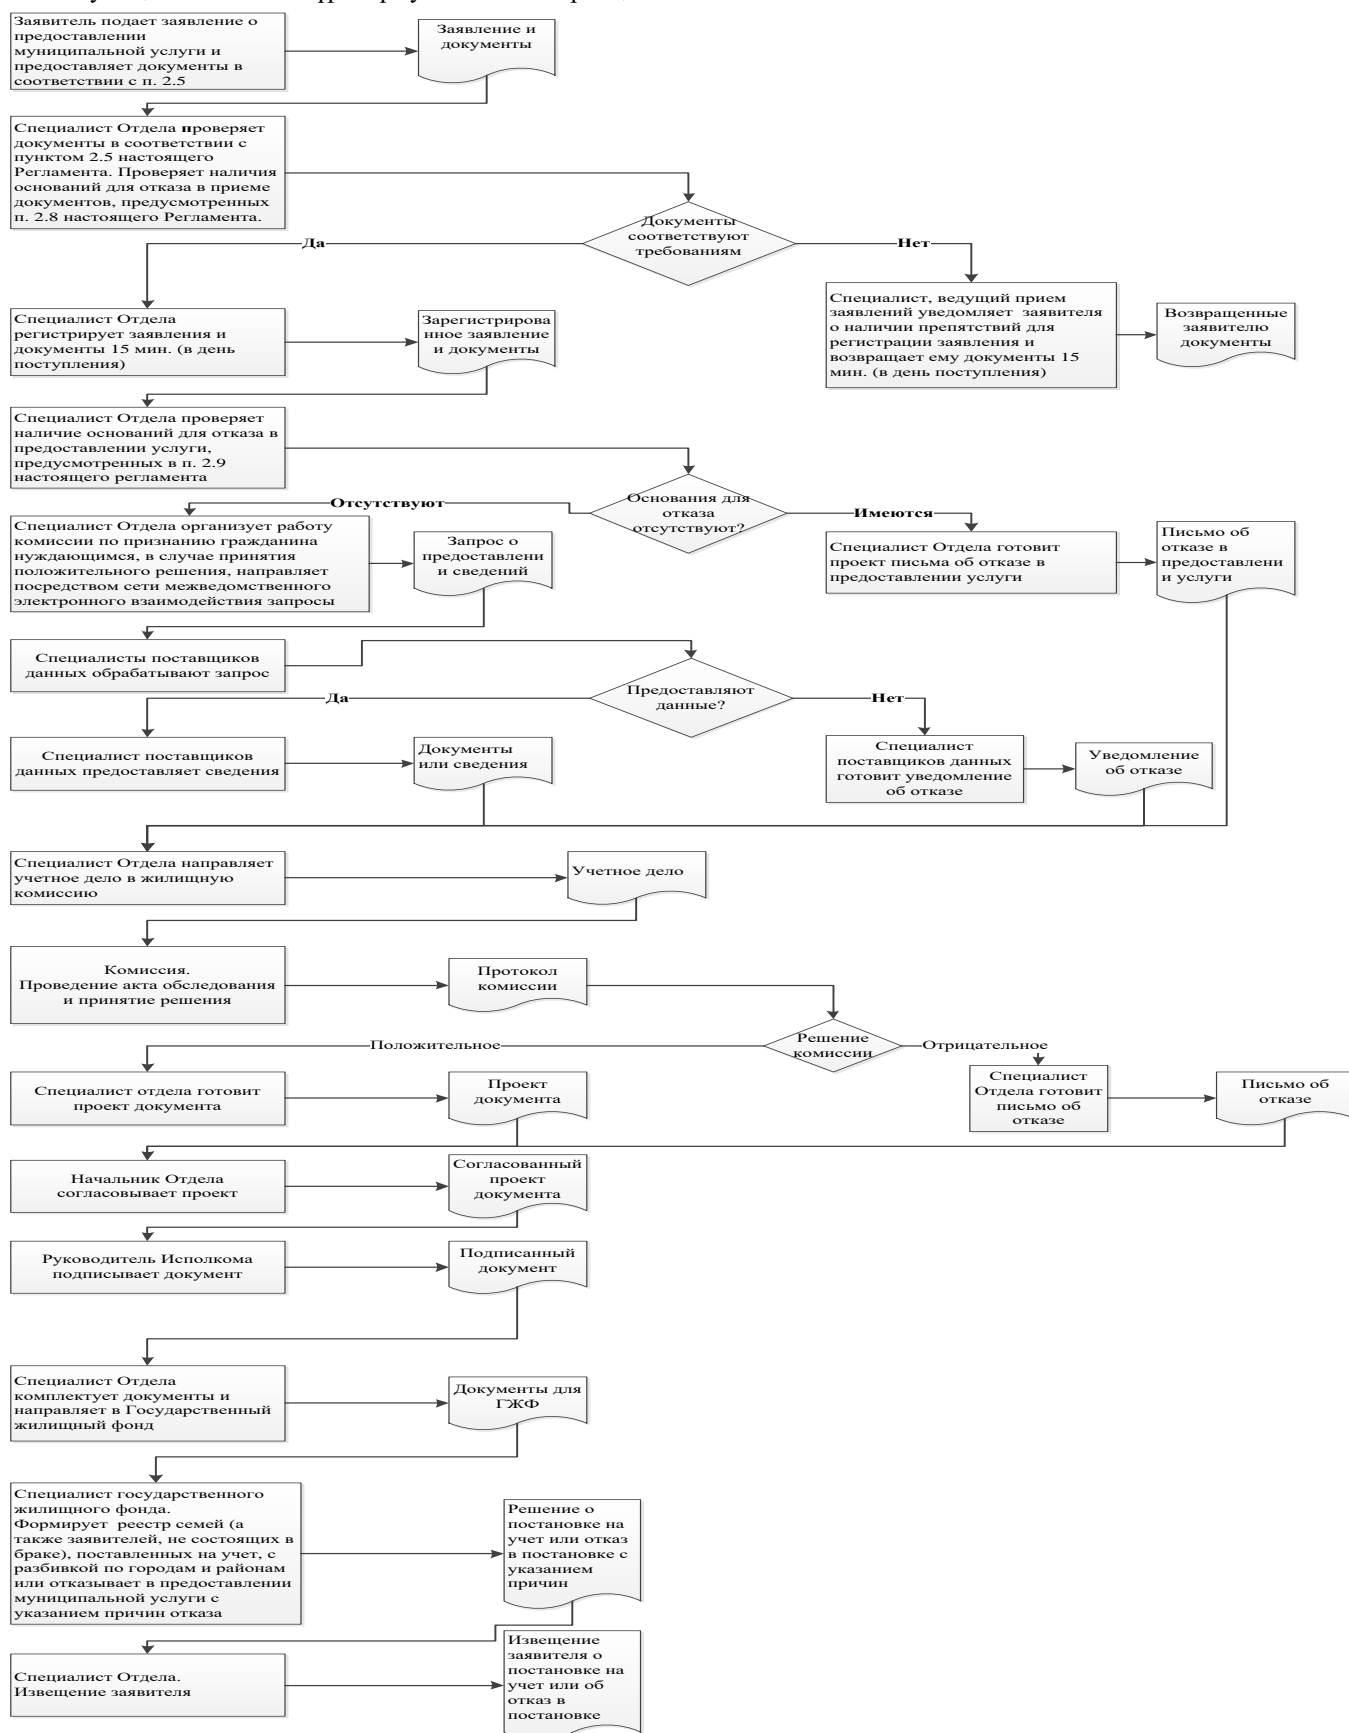 Заявитель подает заявление о
предоставлении
муниципальной услуги и
предоставляет документы в
соответствии с п. 2.5
Заявление и
документы
Специалист Отдела проверяет
документы в соответствии с
пунктом 2.5 настоящего
Регламента. Проверяет наличия
оснований для отказа в приеме
документов, предусмотренных
п. 2.8 настоящего Регламента.
Документы
соответствуют
требованиям
Да
Нет
Специалист Отдела
регистрирует заявления и
документы 15 мин. (в день
поступления)
Зарегистрирова
нное заявление
и документы
Специалист, ведущий прием
заявлений уведомляет  заявителя
о наличии препятствий для
регистрации заявления и
возвращает ему документы 15
мин. (в день поступления)
Возвращенные
заявителю
документы
Специалист Отдела проверяет
наличие оснований для отказа в
предоставлении услуги,
предусмотренных в п. 2.9
настоящего регламента
Основания для
отказа
отсутствуют?
Отсутствуют
Имеются
Специалист Отдела организует работу
комиссии по признанию гражданина
нуждающимся, в случае принятия
положительного решения, направляет
посредством сети межведомственного
электронного взаимодействия запросы
Запрос о
предоставлени
и сведений
Специалист Отдела готовит
проект письма об отказе в
предоставлении услуги
Письмо об
отказе в
предоставлени
и услуги
Специалисты поставщиков
данных обрабатывают запрос
Предоставляют
данные?
Да
Нет
Специалист поставщиков
данных предоставляет сведения
Документы
или сведения
Специалист
поставщиков данных
готовит уведомление
об отказе
Уведомление
об отказе
Специалист Отдела направляет
учетное дело в жилищную
комиссию
Учетное дело
Комиссия.
Проведение акта обследования
и принятие решения
Протокол
комиссии
Решение
комиссии
Положительное
Отрицательное
Специалист отдела готовит
проект документа
Проект
документа
Специалист
Отдела готовит
письмо об
отказе
Письмо об
отказе
Начальник Отдела
согласовывает проект
Согласованный
проект
документа
Руководитель Исполкома
подписывает документ
Подписанный
документ
Специалист Отдела
комплектует документы и
направляет в Государственный
жилищный фонд
Документы для
ГЖФ
Специалист государственного
жилищного фонда.
Формирует  реестр семей (а
также заявителей, не состоящих в
браке), поставленных на учет, с
разбивкой по городам и районам
или отказывает в предоставлении
муниципальной услуги с
указанием причин отказа
Решение о
постановке на
учет или отказ
в постановке с
указанием
причин
Специалист Отдела.
Извещение заявителя
Извещение
заявителя о
постановке на
учет или об
отказ в
постановке